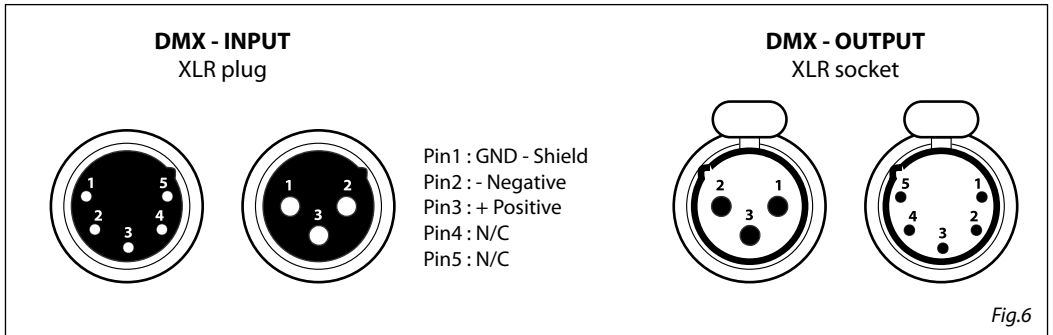 DMX - INPUT
XLR plug
1 5
2 4
3
1 2
3
Pin1 : GND - Shield
Pin2 : - Negative
Pin3 : + Positive
Pin4 : N/C
Pin5 : N/C
DMX - OUTPUT
XLR socket
2 1
3
5 1
4 2
3
Fig.6